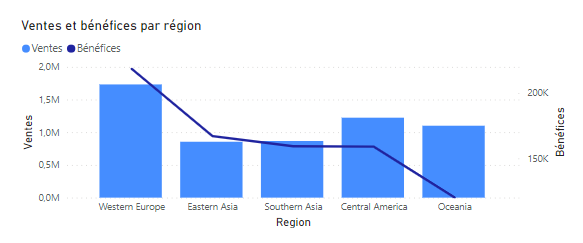 Ventes et bénéfices par région
Ventes Bénéfices
2,0M
1,5M
1,0M
0,5M
0,0M
Ventes
200K
150K
Bénéfices
Western Europe Eastern Asia Southern Asia Central America Oceania
Region